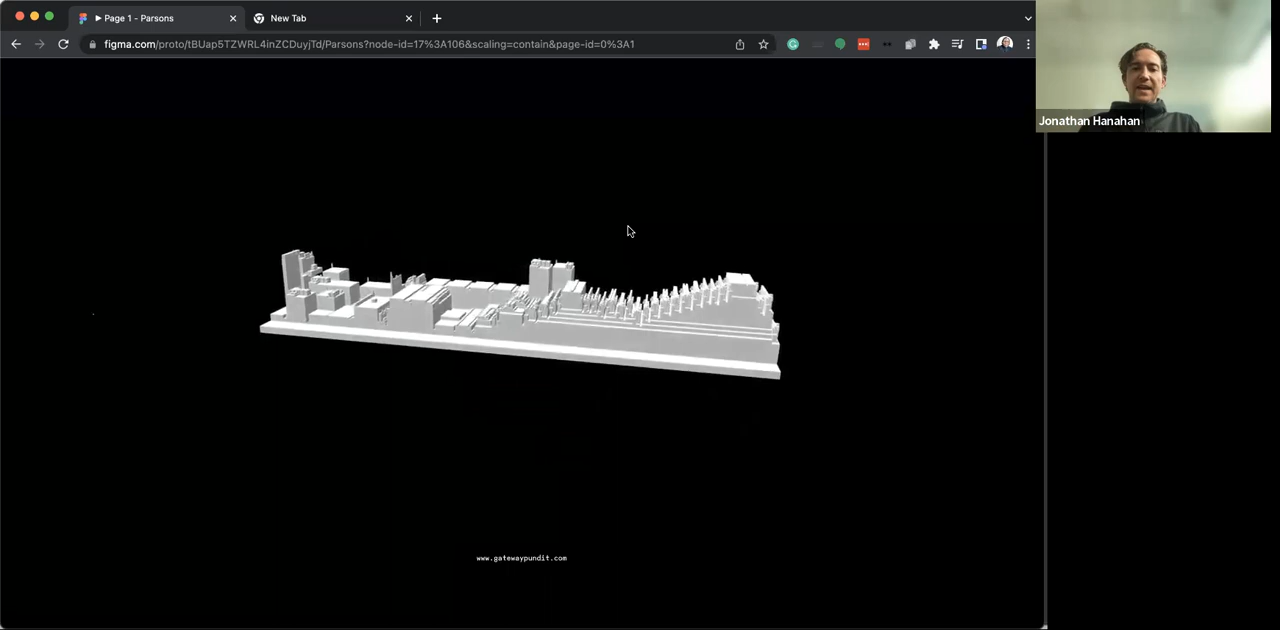 Page 1 - Parsons
New Tab
figma.com/proto/tBUap5TZWRL4inZCDuyjTd/Parsons?node-id=17%3A106&scaling=contain&page-id=0%3A1
Jonathan Hanahan
www.gatewaypundit.com